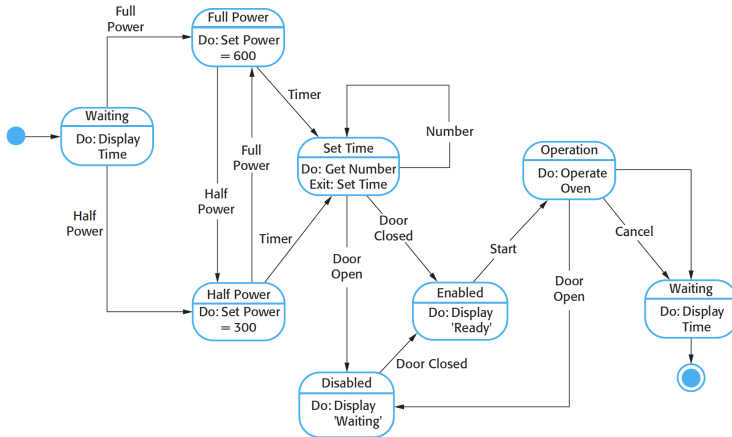 Full
Power
Full Power
Do: Set Power
= 600
Timer
Waiting
Do: Display
Time
Full
Power
Half
Power
Half
Power
Timer
Half Power
Do: Set Power
= 300
Set Time
Do: Get Number
Exit: Set Time
Number
Door
Closed
Door
Open
Operation
Do: Operate
Oven
Start
Cancel
Door
Open
Enabled
Do: Display
'Ready'
Door Closed
Disabled
Do: Display
'Waiting'
Waiting
Do: Display
Time